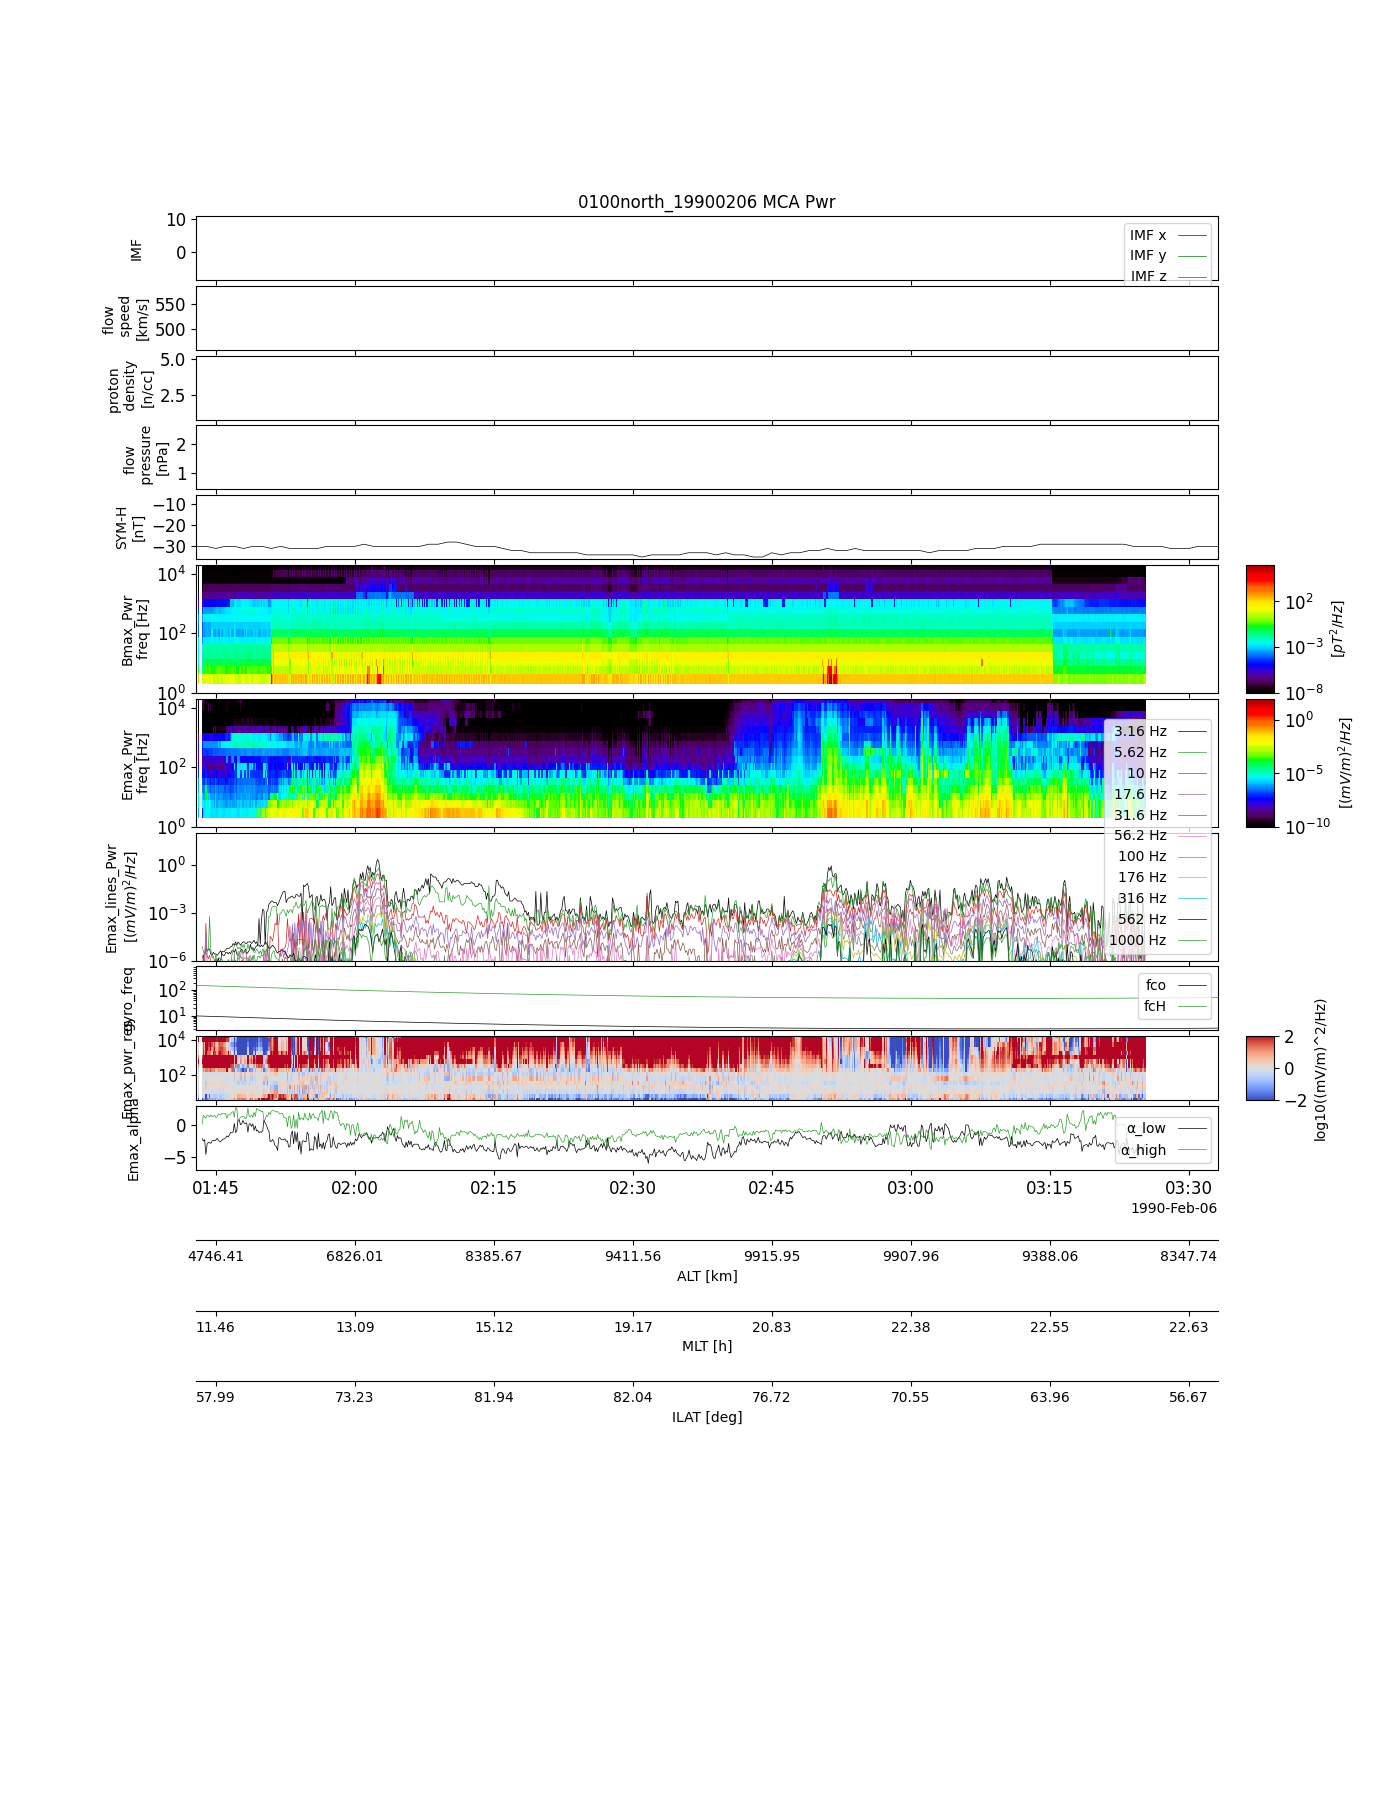 0100north_19900206 MCA Pwr
10
0
IMF
IMF x
IMF y
IMF z
550
500
flow
speed
[km/s]
5.0
2.5
proton
density
[n/cc]
2
1
flow
pressure
[nPa]
−10
−20
−30
SYM-H
[nT]
10^4
10^2
10^0
Bmax_Pwr
freq [Hz]
10^2
10^−3
10^−8
[pT^2/Hz]
10^4
10^2
10^0
Emax_Pwr
freq [Hz]
10^0
10^−5
10^−10
[(mV/m)^2/Hz]
3.16 Hz
5.62 Hz
10 Hz
17.6 Hz
31.6 Hz
56.2 Hz
100 Hz
176 Hz
316 Hz
562 Hz
1000 Hz
10^0
10^−3
10^−6
Emax_lines_Pwr
[(mV/m)^2/Hz]
10^2
10^1
gyro_freq
fco
fcH
10^4
10^2
Emax_pwr_res
2
0
−2
log10((mV/m)^2/Hz)
0
−5
Emax_alpha
α_low
α_high
01:45 02:00 02:15 02:30 02:45 03:00 03:15 03:30
1990-Feb-06
4746.41 6826.01 8385.67 9411.56 9915.95 9907.96 9388.06 8347.74
ALT [km]
11.46 13.09 15.12 19.17 20.83 22.38 22.55 22.63
MLT [h]
57.99 73.23 81.94 82.04 76.72 70.55 63.96 56.67
ILAT [deg]